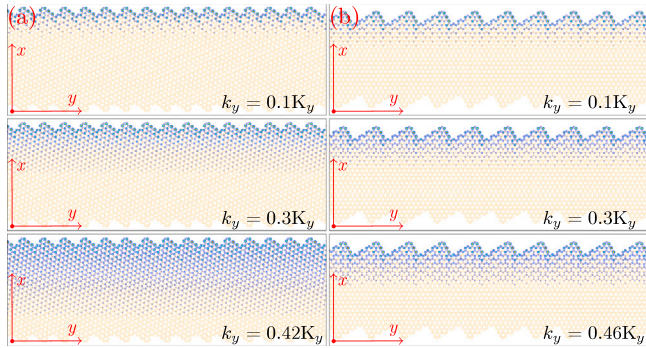 (a)
x
y
k_y = 0.1K_y
(b)
x
y
k_y = 0.1K_y
x
y
k_y = 0.3K_y
x
y
k_y = 0.3K_y
x
y
k_y = 0.42K_y
x
y
k_y = 0.46K_y